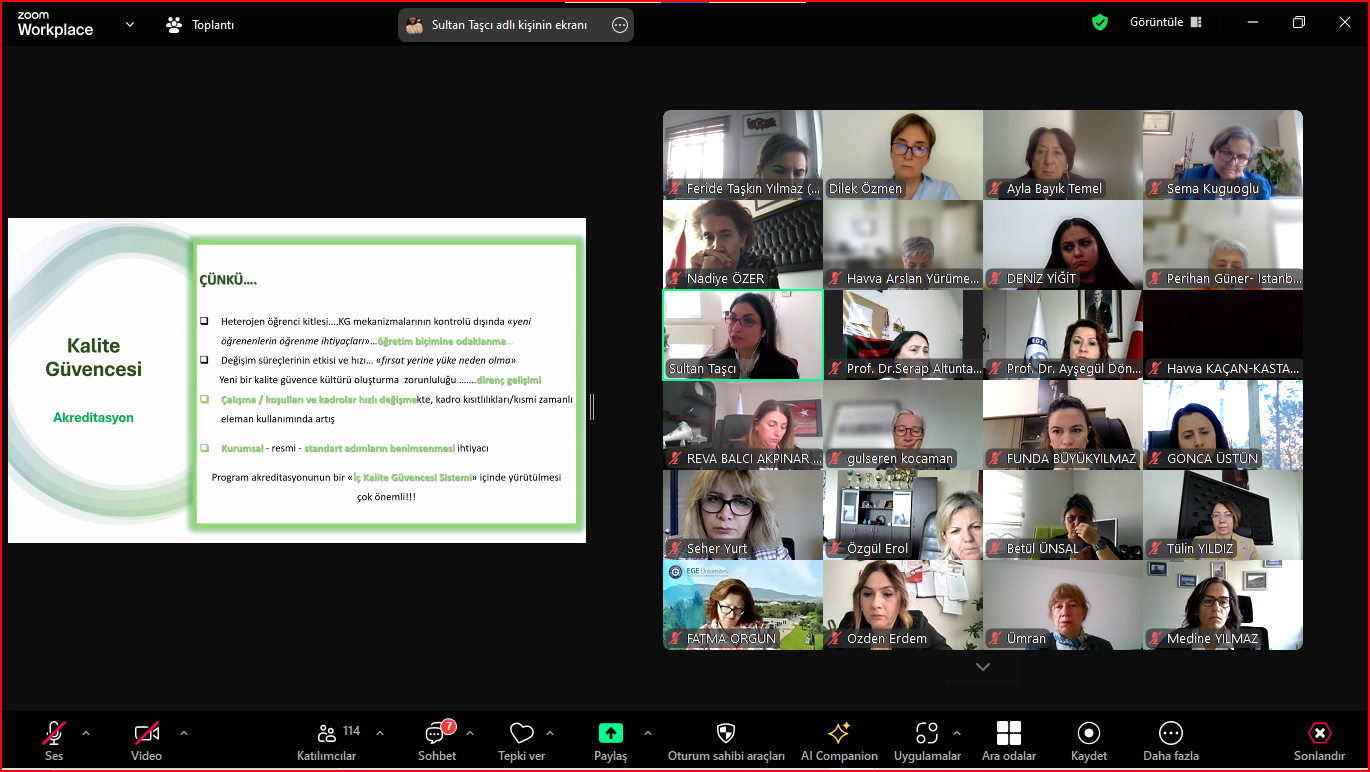 zoom
Workplace
Toplantı
Sultan Taşcı adlı kişinin ekranı
Görüntüle
Kalite
Güvencesi
Akreditasyon
ÇÜNKÜ….
Heterojen öğrenci kitlesi….KG mekanizmalarının kontrolü dışında «yeni
öğrenenlerin öğrenme ihtiyaçları»…öğretim biçimine odaklanma…
Değişim süreçlerinin etkisi ve hızı… «fırsat yerine yüke neden olma»
Yeni bir kalite güvence kültürü oluşturma zorunluluğu …….direnç gelişimi
Çalışma / koşulları ve kadrolar hızlı değişmekte, kadro kısıtlılıkları/kısmi zamanlı
eleman kullanımında artış
Kurumsal - resmi - standart adımların benimsenmesi ihtiyacı
Program akreditasyonunun bir «İç Kalite Güvencesi Sistemi» içinde yürütülmesi
çok önemli!!!
Feride Taşkın Yılmaz (...
Dilek Özmen
Ayla Bayık Temel
Sema Kuguoglu
Nadiye ÖZER
Havva Arslan Yürüme...
DENİZ YİĞİT
Perihan Güner- Istanb...
Sultan Taşcı
Prof. Dr.Serap Altunta...
Prof. Dr. Ayşegül Dön...
Havva KAÇAN-KASTA...
REVA BALCI AKPINAR ...
gulseren kocaman
FUNDA BÜYÜKYILMAZ
GONCA ÜSTÜN
Seher Yurt
Özgül Erol
Betül ÜNSAL
Tülin YILDIZ
EGE Üniversitesi
FATMA ORGUN
Ozden Erdem
Ümran
Medine YILMAZ
Ses
Video
114
Katılımcılar
7
Sohbet
Tepki ver
Paylaş
Oturum sahibi araçları
AI Companion
Uygulamalar
Ara odalar
Kaydet
Daha fazla
Sonlandır